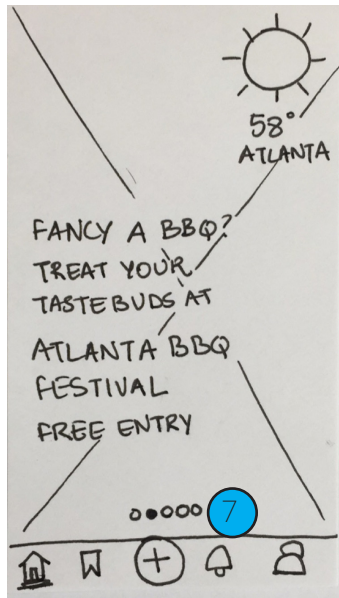 58°
ATLANTA
FANCY A BBQ?
TREAT YOUR
TASTEBUDS AT
ATLANTA BBQ
FESTIVAL
FREE ENTRY
7